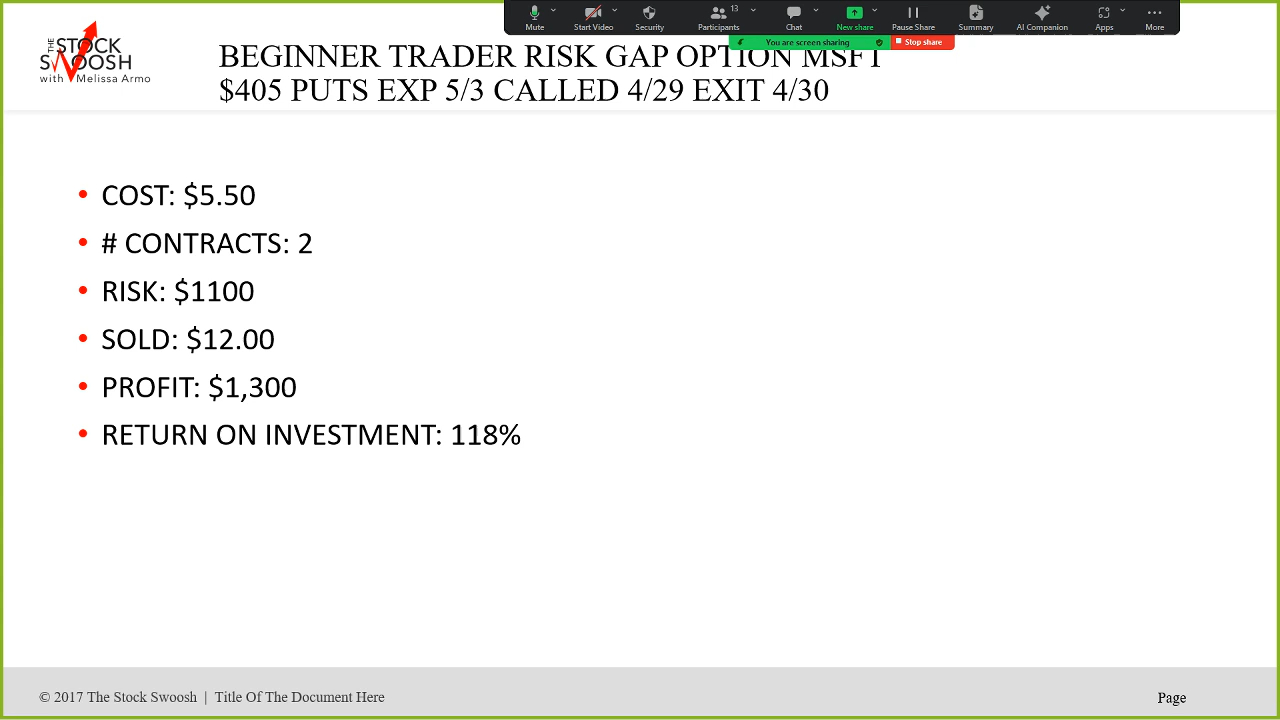 Mute
Start Video
Security
Participants
13
Chat
New share
Pause Share
Summary
AI Companion
Apps
More
You are screen sharing
Stop share
THE STOCK
SWOOSH
with Melissa Armo
BEGINNER TRADER RISK GAP OPTION MSFT
$405 PUTS EXP 5/3 CALLED 4/29 EXIT 4/30
• COST: $5.50
• # CONTRACTS: 2
• RISK: $1100
• SOLD: $12.00
• PROFIT: $1,300
• RETURN ON INVESTMENT: 118%
© 2017 The Stock Swoosh | Title Of The Document Here
Page